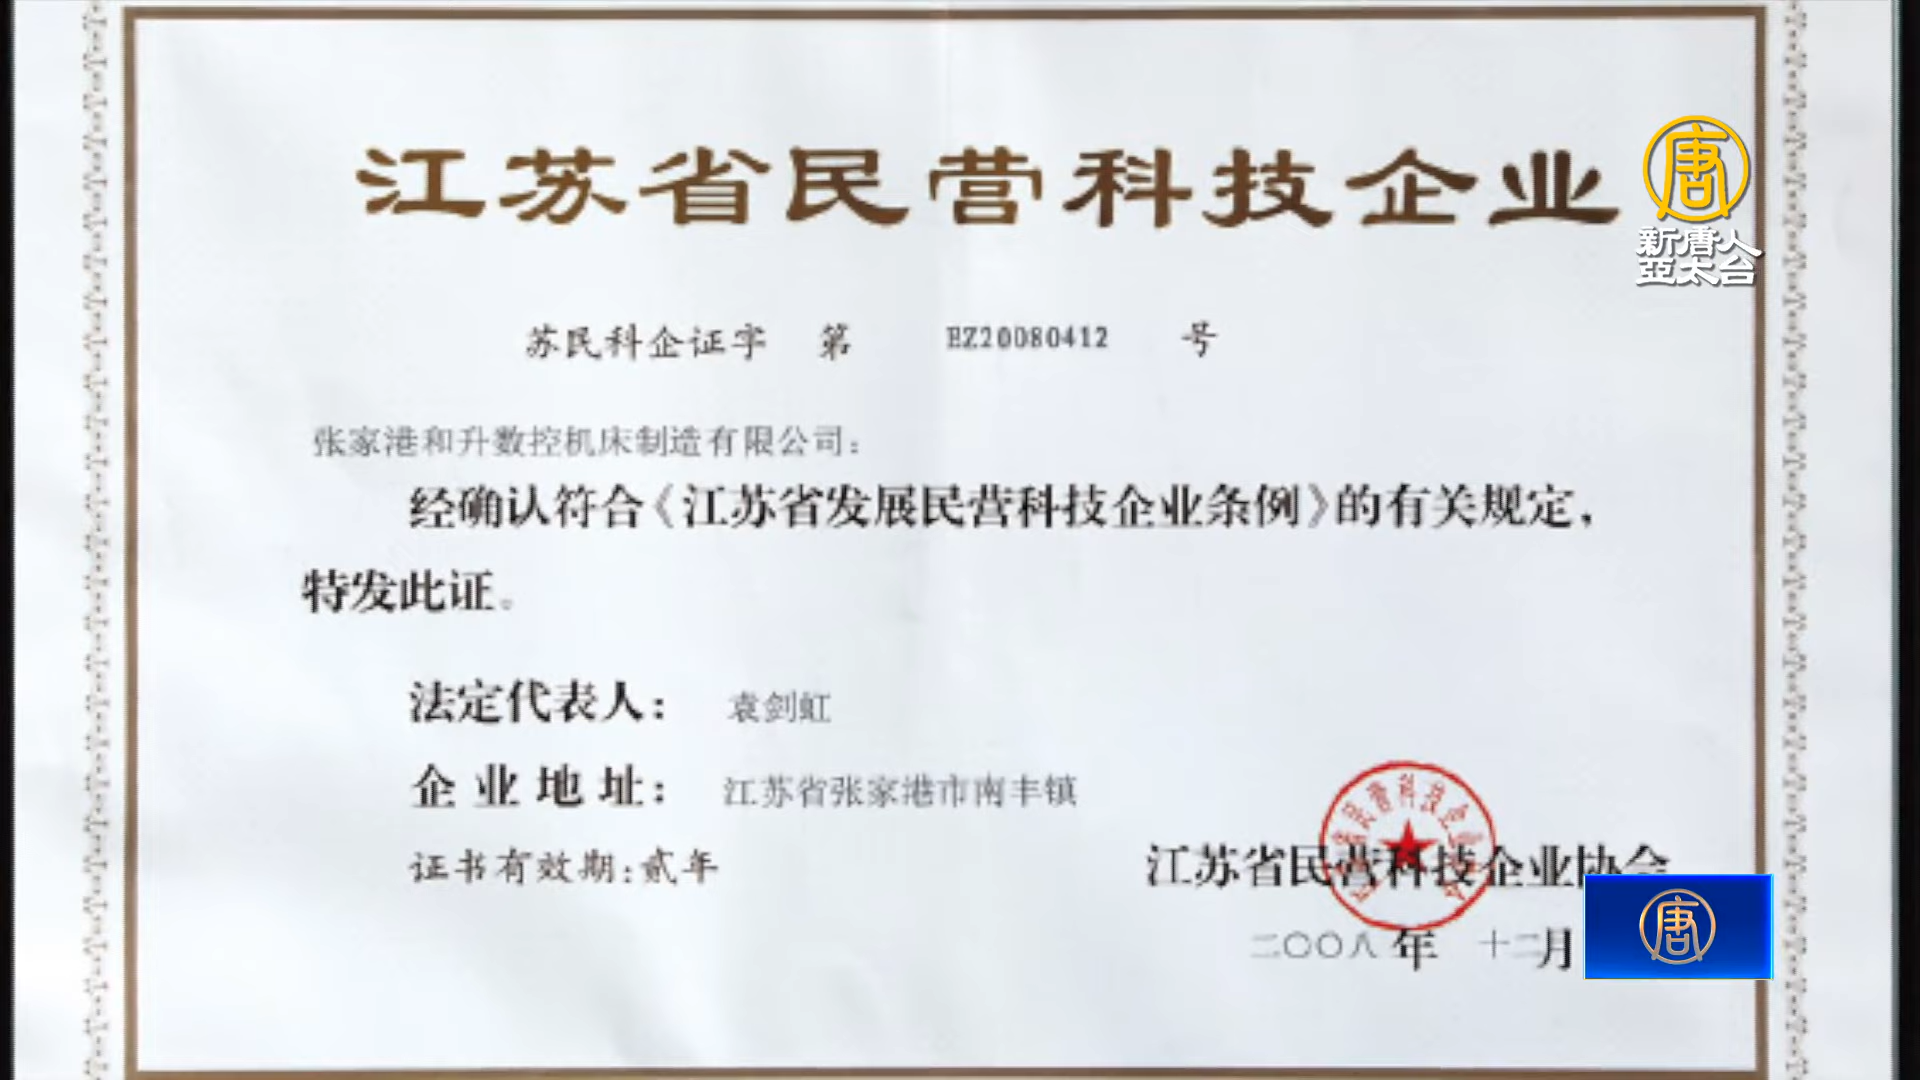 江苏省民营科技企业
唐
新唐人
亞太台
苏民科企证字 第 EZ20080412 号
张家港和升数控机床制造有限公司：
经确认符合《江苏省发展民营科技企业条例》的有关规定，
特发此证。
法定代表人： 袁剑虹
企业地址： 江苏省张家港市南丰镇
证书有效期：贰年
江苏省民营科技企业协会
二〇〇八年 十二月
唐